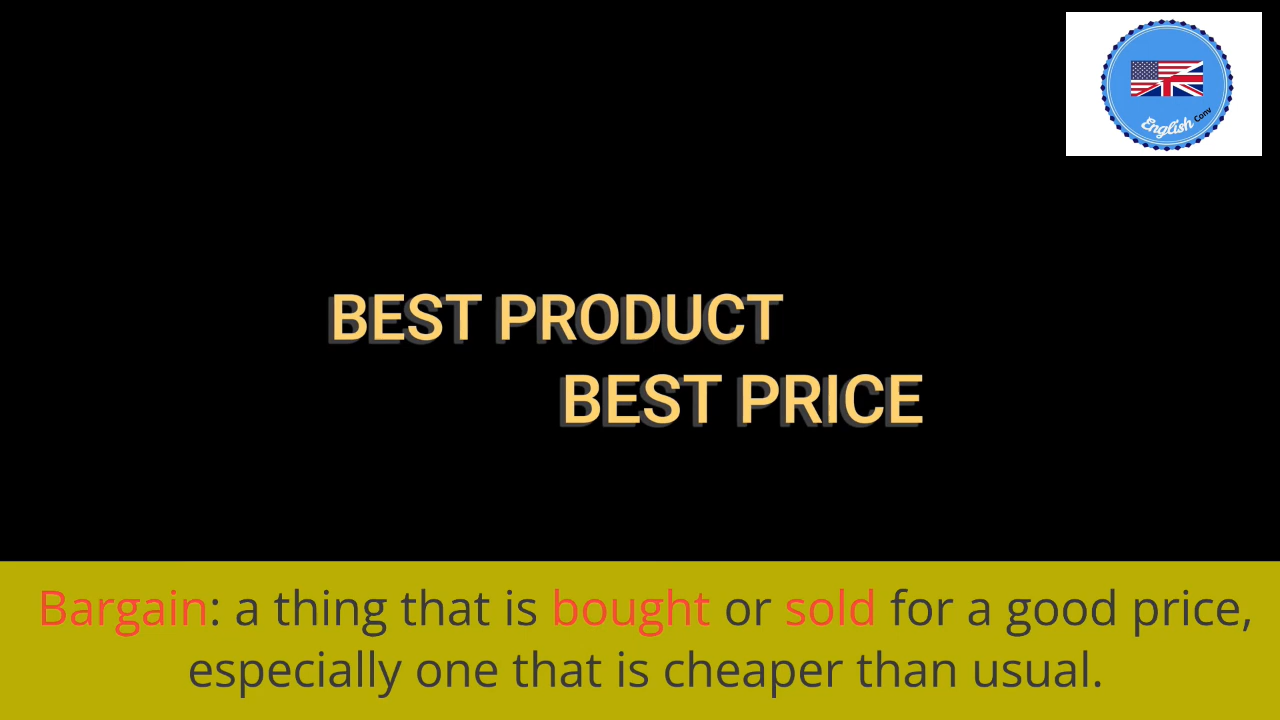 English Conv
BEST PRODUCT
BEST PRICE
Bargain: a thing that is bought or sold for a good price,
especially one that is cheaper than usual.